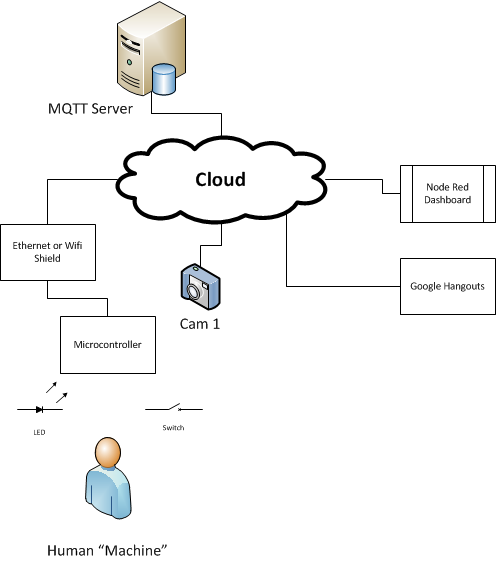 MQTT Server
Cloud
Node Red
Dashboard
Ethernet or Wifi
Shield
Google Hangouts
Cam 1
Microcontroller
LED
Switch
Human “Machine”